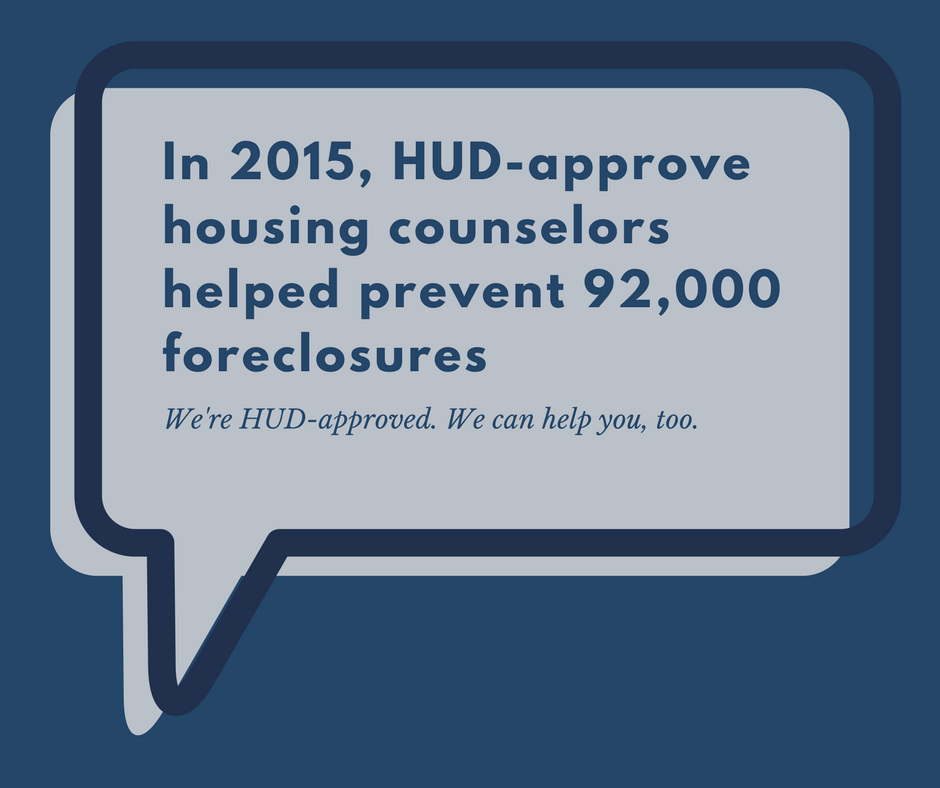 In 2015, HUD-approve
housing counselors
helped prevent 92,000
foreclosures
We're HUD-approved. We can help you, too.